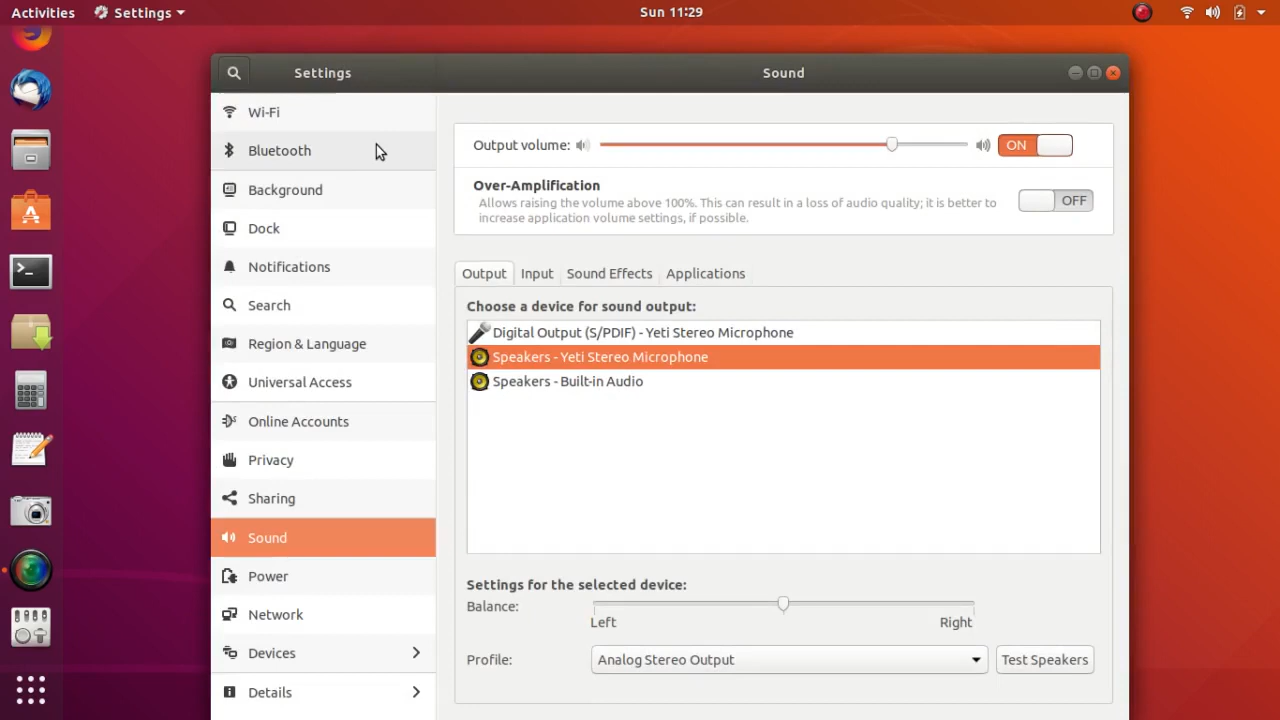 Activities Settings Sun 11:29
Settings Sound
Wi-Fi
Bluetooth
Background
Dock
Notifications
Search
Region & Language
Universal Access
Online Accounts
Privacy
Sharing
Sound
Power
Network
Devices
Details
Output volume: ON
Over-Amplification
Allows raising the volume above 100%. This can result in a loss of audio quality; it is better to
increase application volume settings, if possible.
OFF
Output Input Sound Effects Applications
Choose a device for sound output:
Digital Output (S/PDIF) - Yeti Stereo Microphone
Speakers - Yeti Stereo Microphone
Speakers - Built-in Audio
Settings for the selected device:
Balance:
Left Right
Profile: Analog Stereo Output Test Speakers